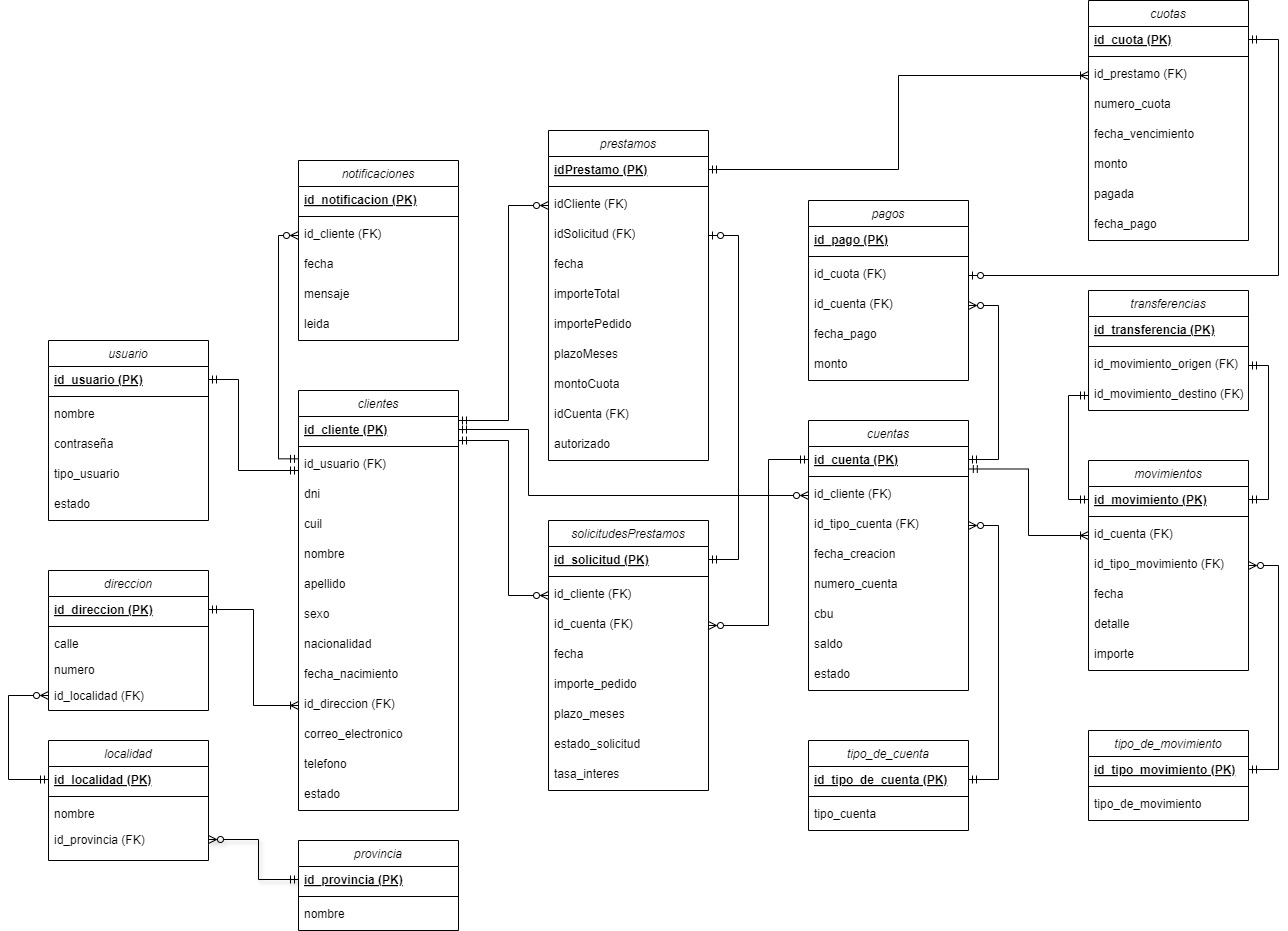 cuotas
id_cuota (PK)
id_prestamo (FK)
numero_cuota
fecha_vencimiento
monto
pagada
fecha_pago
prestamos
idPrestamo (PK)
idCliente (FK)
idSolicitud (FK)
fecha
importeTotal
importePedido
plazoMeses
montoCuota
idCuenta (FK)
autorizado
notificaciones
id_notificacion (PK)
id_cliente (FK)
fecha
mensaje
leida
pagos
id_pago (PK)
id_cuota (FK)
id_cuenta (FK)
fecha_pago
monto
transferencias
id_transferencia (PK)
id_movimiento_origen (FK)
id_movimiento_destino (FK)
usuario
id_usuario (PK)
nombre
contraseña
tipo_usuario
estado
clientes
id_cliente (PK)
id_usuario (FK)
dni
cuil
nombre
apellido
sexo
nacionalidad
fecha_nacimiento
id_direccion (FK)
correo_electronico
telefono
estado
cuentas
id_cuenta (PK)
id_cliente (FK)
id_tipo_cuenta (FK)
fecha_creacion
numero_cuenta
cbu
saldo
estado
movimientos
id_movimiento (PK)
id_cuenta (FK)
id_tipo_movimiento (FK)
fecha
detalle
importe
solicitudesPrestamos
id_solicitud (PK)
id_cliente (FK)
id_cuenta (FK)
fecha
importe_pedido
plazo_meses
estado_solicitud
tasa_interes
direccion
id_direccion (PK)
calle
numero
id_localidad (FK)
localidad
id_localidad (PK)
nombre
id_provincia (FK)
provincia
id_provincia (PK)
nombre
tipo_de_cuenta
id_tipo_de_cuenta (PK)
tipo_cuenta
tipo_de_movimiento
id_tipo_movimiento (PK)
tipo_de_movimiento